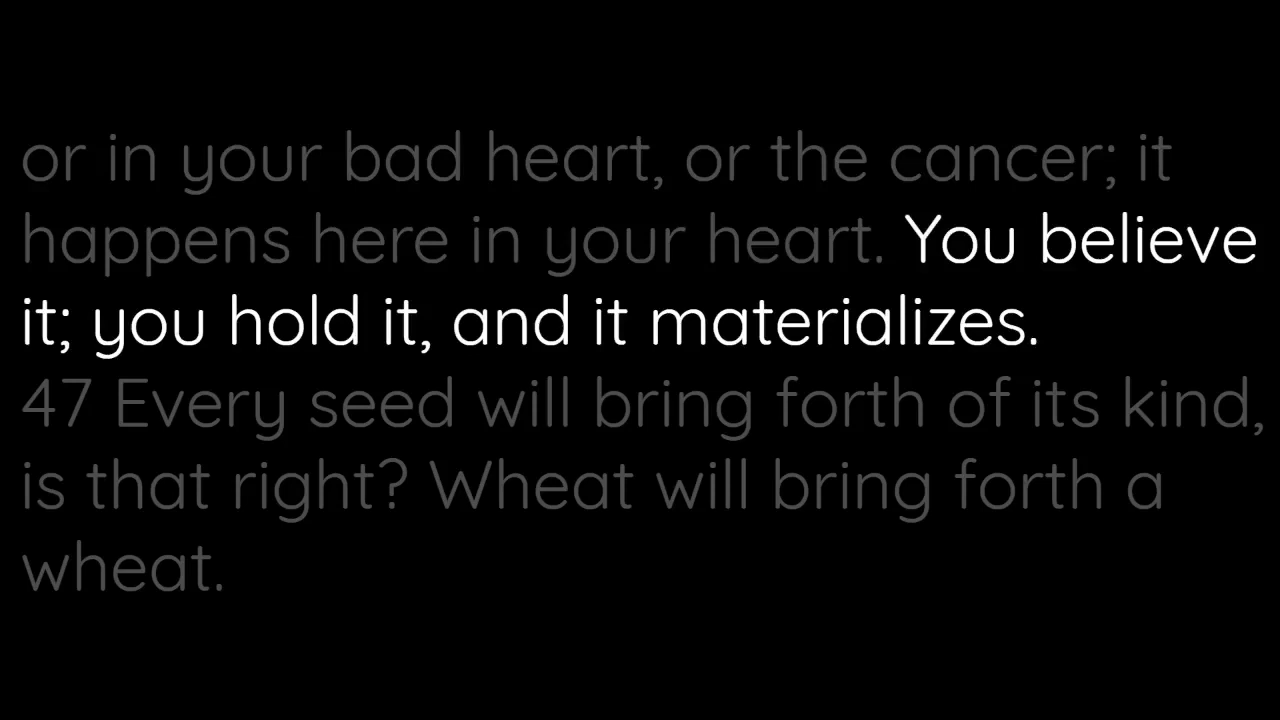 or in your bad heart, or the cancer; it
happens here in your heart. You believe
it; you hold it, and it materializes.
47 Every seed will bring forth of its kind,
is that right? Wheat will bring forth a
wheat.